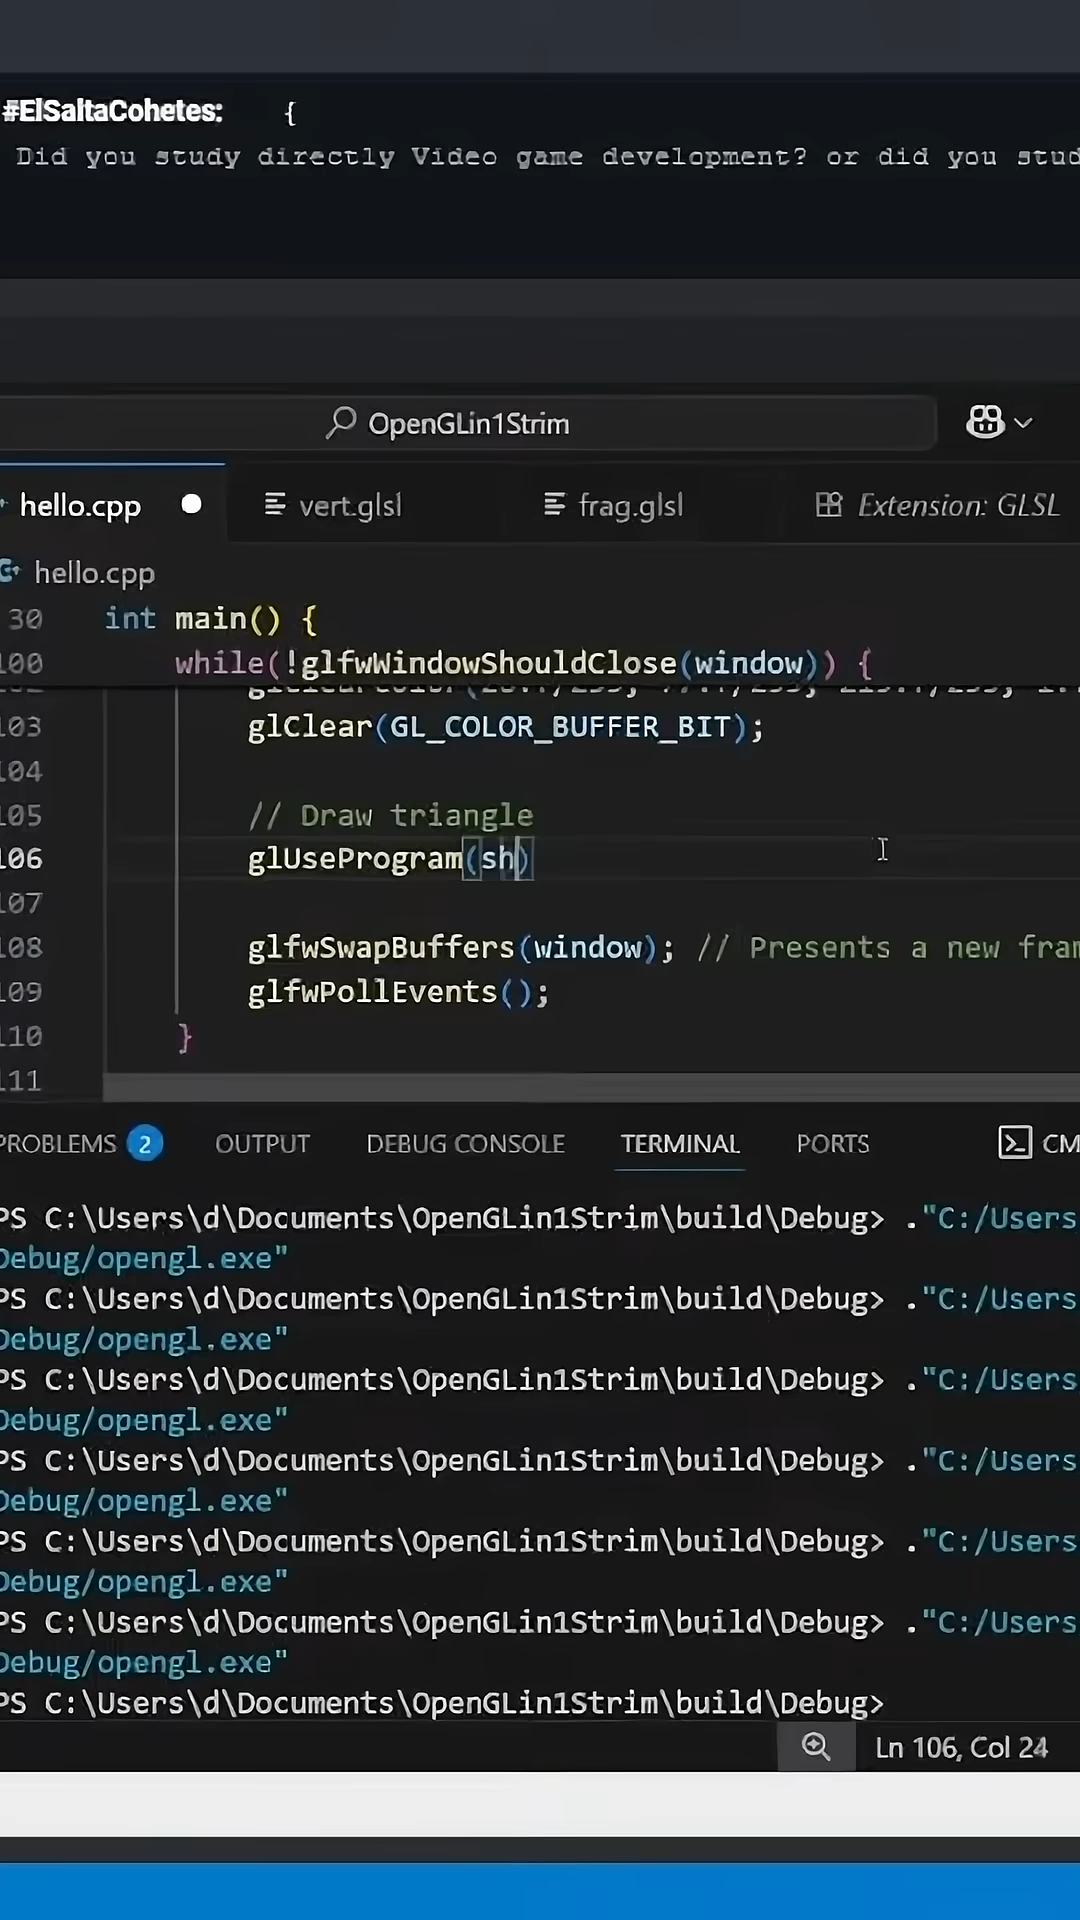 #ElSaltaCohetes: {
Did you study directly Video game development? or did you stud
OpenGLin1Strim
hello.cpp vert.glsl frag.glsl Extension: GLSL
hello.cpp
30 int main() {
100 while(!glfwWindowShouldClose(window)) {
103 glClear(GL_COLOR_BUFFER_BIT);
104
105 // Draw triangle
106 glUseProgram(sh)
107
108 glfwSwapBuffers(window); // Presents a new fram
109 glfwPollEvents();
110 }
111
PROBLEMS 2 OUTPUT DEBUG CONSOLE TERMINAL PORTS CM
PS C:\Users\d\Documents\OpenGLin1Strim\build\Debug> ."C:/Users
Debug/opengl.exe"
PS C:\Users\d\Documents\OpenGLin1Strim\build\Debug> ."C:/Users
Debug/opengl.exe"
PS C:\Users\d\Documents\OpenGLin1Strim\build\Debug> ."C:/Users
Debug/opengl.exe"
PS C:\Users\d\Documents\OpenGLin1Strim\build\Debug> ."C:/Users
Debug/opengl.exe"
PS C:\Users\d\Documents\OpenGLin1Strim\build\Debug> ."C:/Users
Debug/opengl.exe"
PS C:\Users\d\Documents\OpenGLin1Strim\build\Debug> ."C:/Users
Debug/opengl.exe"
PS C:\Users\d\Documents\OpenGLin1Strim\build\Debug>
Ln 106, Col 24